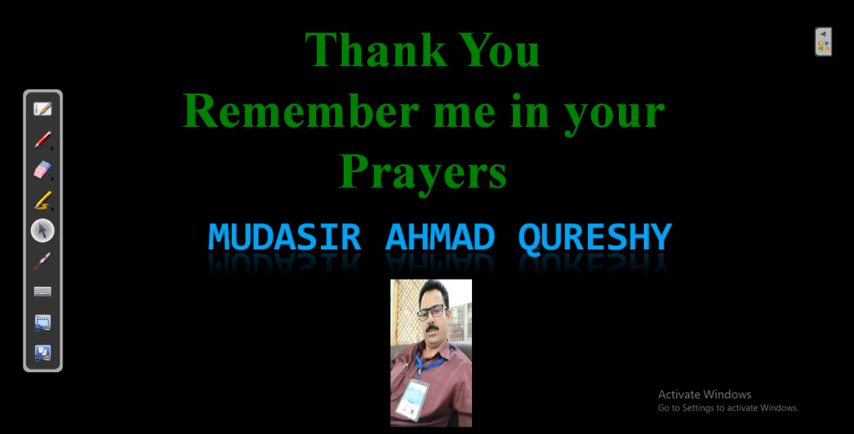 Thank You
Remember me in your
Prayers
MUDASIR AHMAD QURESHY
Activate Windows
Go to Settings to activate Windows.